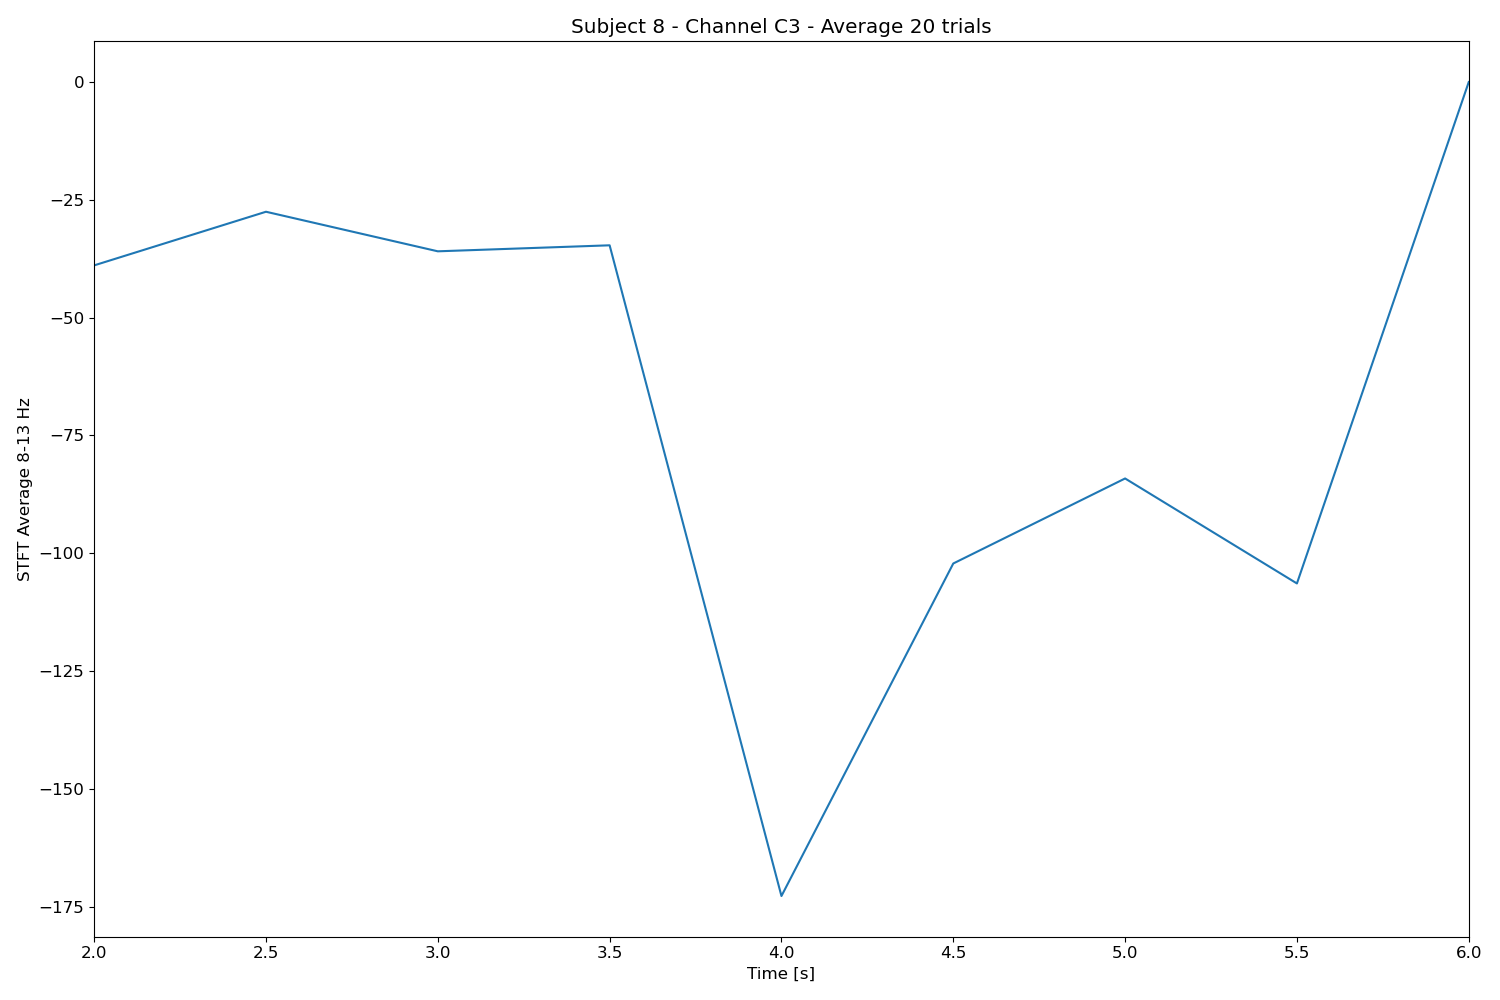 Subject 8 - Channel C3 - Average 20 trials
STFT Average 8-13 Hz
0
−25
−50
−75
−100
−125
−150
−175
2.0 2.5 3.0 3.5 4.0 4.5 5.0 5.5 6.0
Time [s]